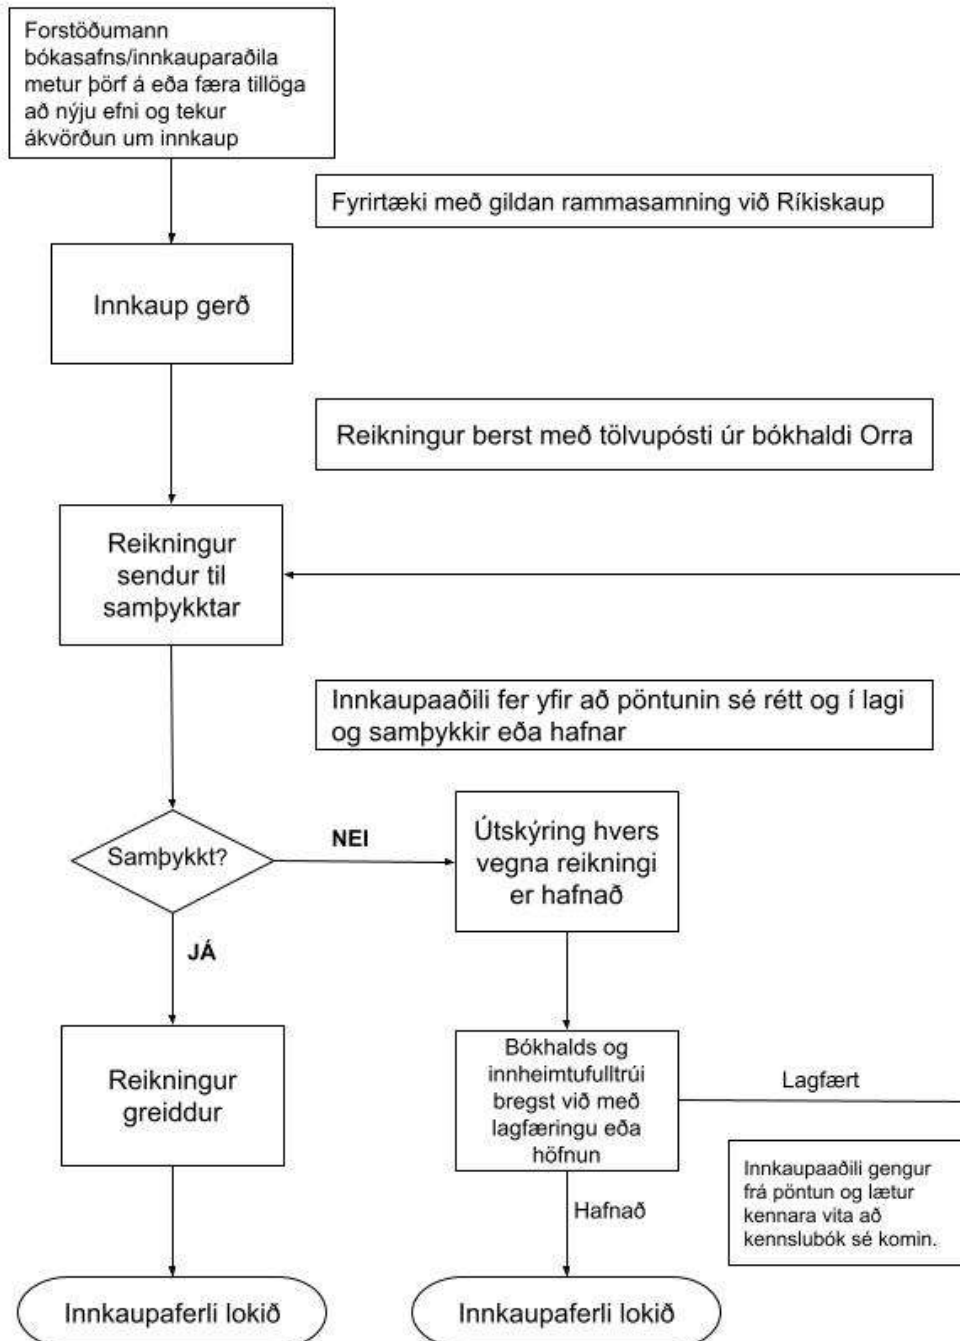 Forstöðumann
bókasafns/innkauparaðila
metur þörf á eða færa tillöga
að nýju efni og tekur
ákvörðun um innkaup
Fyrirtæki með gildan rammasamning við Ríkiskaup
Innkaup gerð
Reikningur berst með tölvupósti úr bókhaldi Orra
Reikningur
sendur til
samþykktar
Innkaupaaðili fer yfir að pöntunin sé rétt og í lagi
og samþykkir eða hafnar
Samþykkt?
NEI
Útskýring hvers
vegna reikningi
er hafnað
JÁ
Reikningur
greiddur
Bókhalds og
innheimtufulltrúi
bregst við með
lagfæringu eða
höfnun
Lagfært
Innkaupaaðili gengur
frá pöntun og lætur
kennara vita að
kennslubók sé komin.
Hafnað
Innkaupaferli lokið
Innkaupaferli lokið